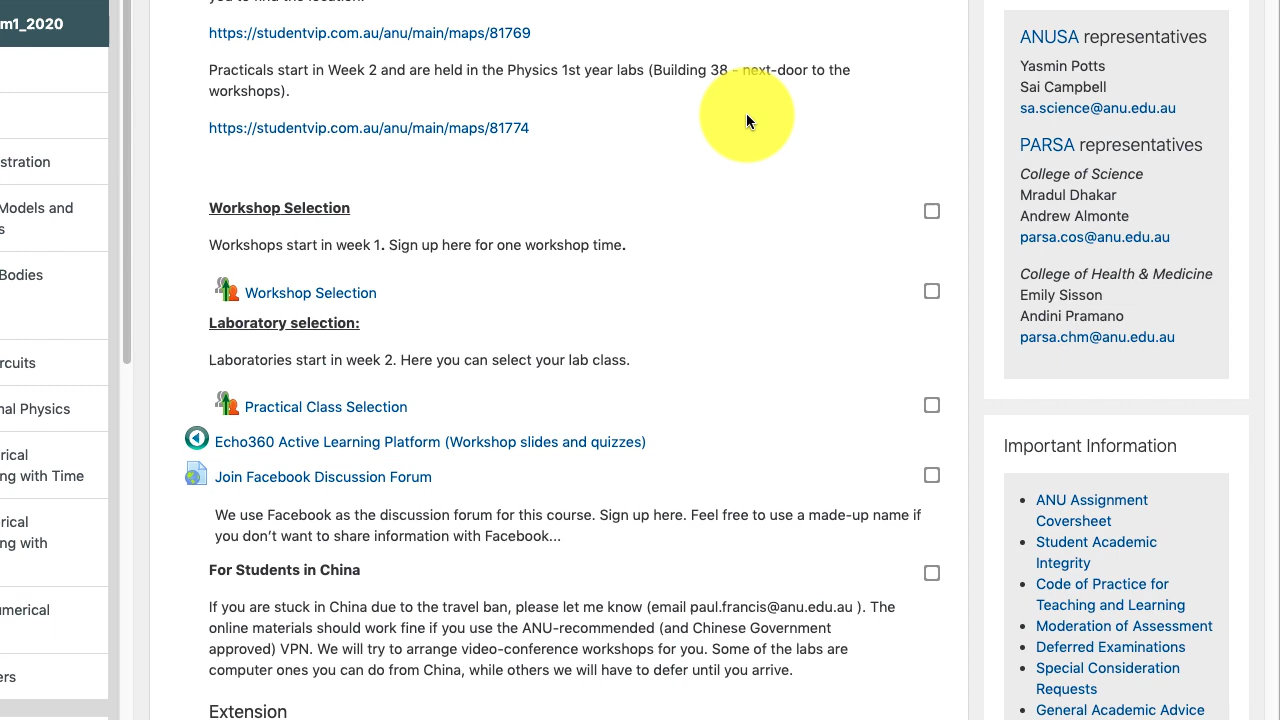 m1_2020
stration
Models and
s
Bodies
rcuits
nal Physics
rical
ng with Time
rical
ng with
umerical
ers
https://studentvip.com.au/anu/main/maps/81769
Practicals start in Week 2 and are held in the Physics 1st year labs (Building 38 - next-door to the
workshops).
https://studentvip.com.au/anu/main/maps/81774
Workshop Selection
Workshops start in week 1. Sign up here for one workshop time.
Workshop Selection
Laboratory selection:
Laboratories start in week 2. Here you can select your lab class.
Practical Class Selection
Echo360 Active Learning Platform (Workshop slides and quizzes)
Join Facebook Discussion Forum
We use Facebook as the discussion forum for this course. Sign up here. Feel free to use a made-up name if
you don’t want to share information with Facebook...
For Students in China
If you are stuck in China due to the travel ban, please let me know (email paul.francis@anu.edu.au ). The
online materials should work fine if you use the ANU-recommended (and Chinese Government
approved) VPN. We will try to arrange video-conference workshops for you. Some of the labs are
computer ones you can do from China, while others we will have to defer until you arrive.
Extension
ANUSA representatives
Yasmin Potts
Sai Campbell
sa.science@anu.edu.au
PARSA representatives
College of Science
Mradul Dhakar
Andrew Almonte
parsa.cos@anu.edu.au
College of Health & Medicine
Emily Sisson
Andini Pramano
parsa.chm@anu.edu.au
Important Information
ANU Assignment
Coversheet
Student Academic
Integrity
Code of Practice for
Teaching and Learning
Moderation of Assessment
Deferred Examinations
Special Consideration
Requests
General Academic Advice